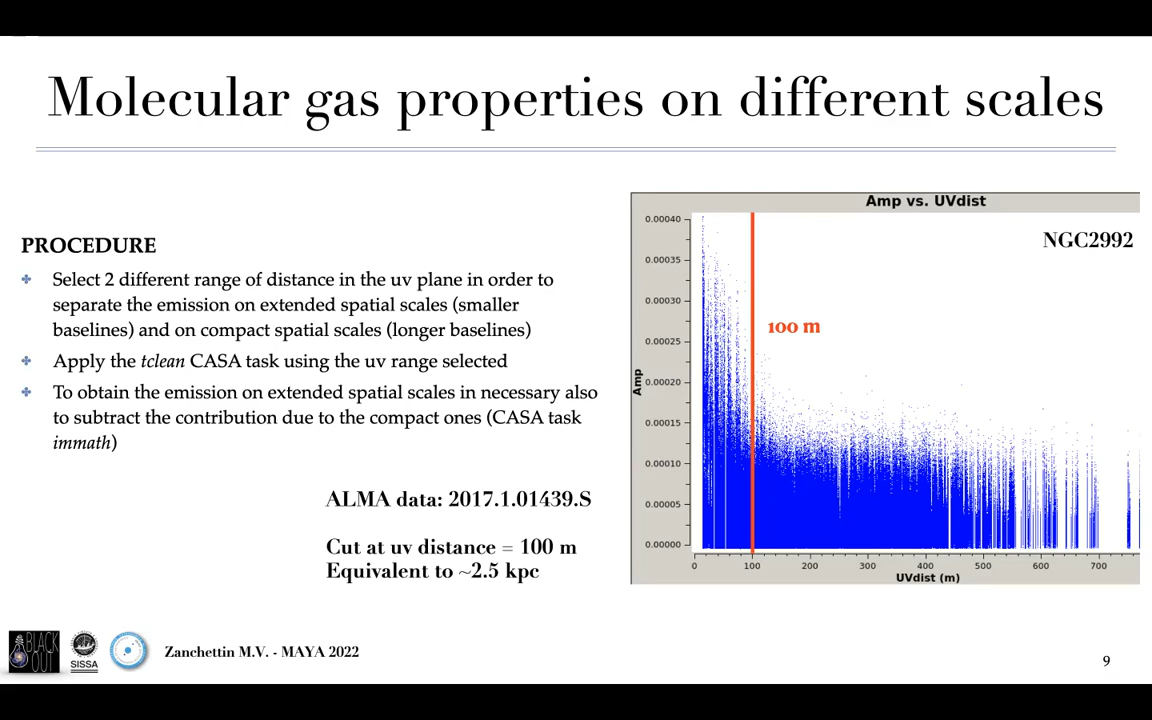 Molecular gas properties on different scales
PROCEDURE
Select 2 different range of distance in the uv plane in order to
separate the emission on extended spatial scales (smaller
baselines) and on compact spatial scales (longer baselines)
Apply the tclean CASA task using the uv range selected
To obtain the emission on extended spatial scales in necessary also
to subtract the contribution due to the compact ones (CASA task
immath)
ALMA data: 2017.1.01439.S
Cut at uv distance = 100 m
Equivalent to ~2.5 kpc
Amp vs. UVdist
NGC2992
100 m
Amp
0.00040
0.00035
0.00030
0.00025
0.00020
0.00015
0.00010
0.00005
0.00000
0 100 200 300 400 500 600 700
UVdist (m)
BLACK
OUT
SISSA
Zanchettin M.V. - MAYA 2022
9